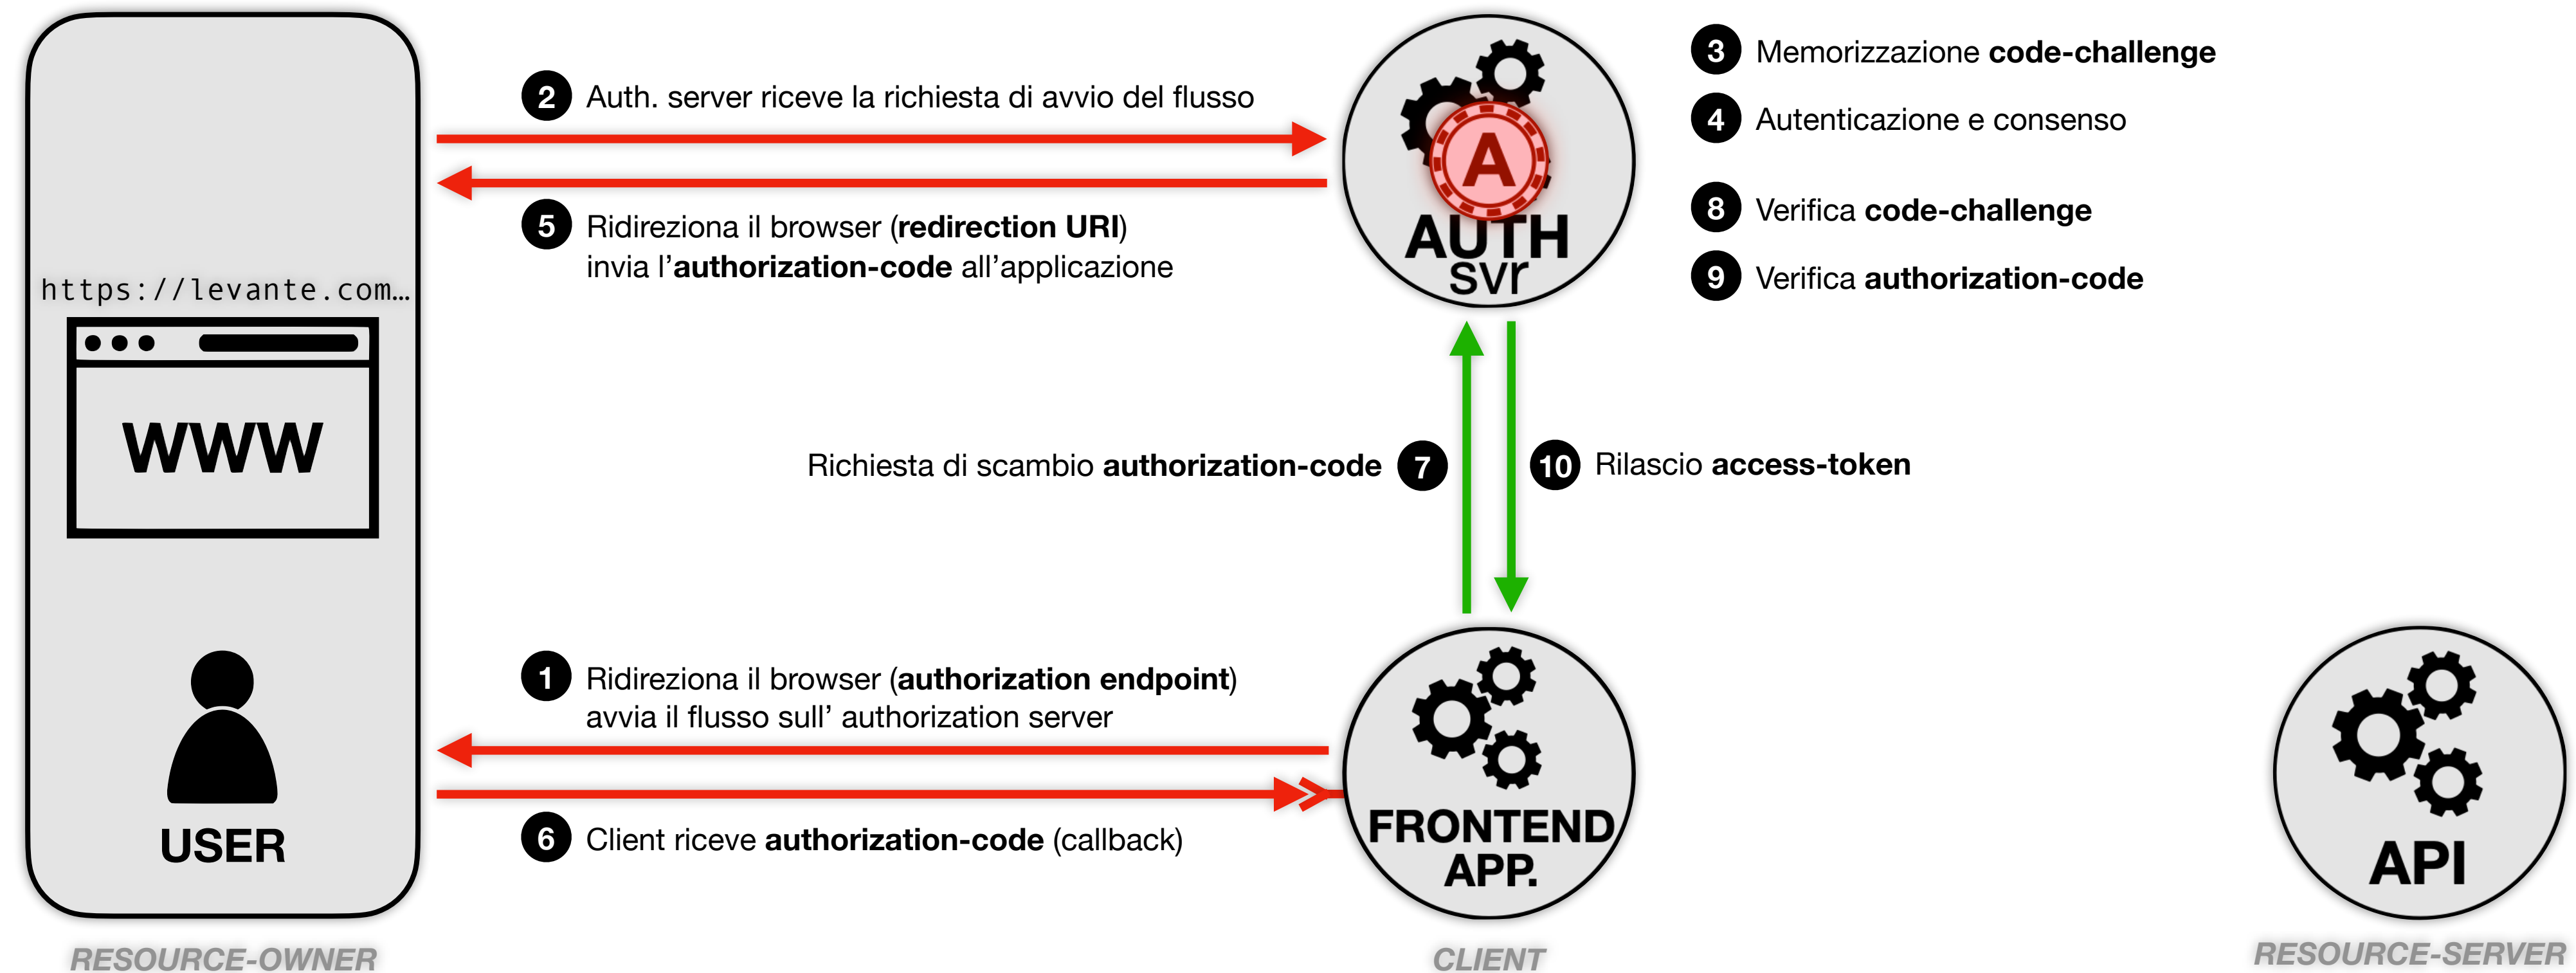 2 Auth. server riceve la richiesta di avvio del flusso
5 Ridireziona il browser (redirection URI)
invia l'authorization-code all'applicazione
A
AUTH
svr
3 Memorizzazione code-challenge
4 Autenticazione e consenso
8 Verifica code-challenge
9 Verifica authorization-code
https://levante.com…
WWW
Richiesta di scambio authorization-code 7
10 Rilascio access-token
1 Ridireziona il browser (authorization endpoint)
avvia il flusso sull' authorization server
6 Client riceve authorization-code (callback)
USER
FRONTEND
APP.
API
RESOURCE-OWNER
CLIENT
RESOURCE-SERVER